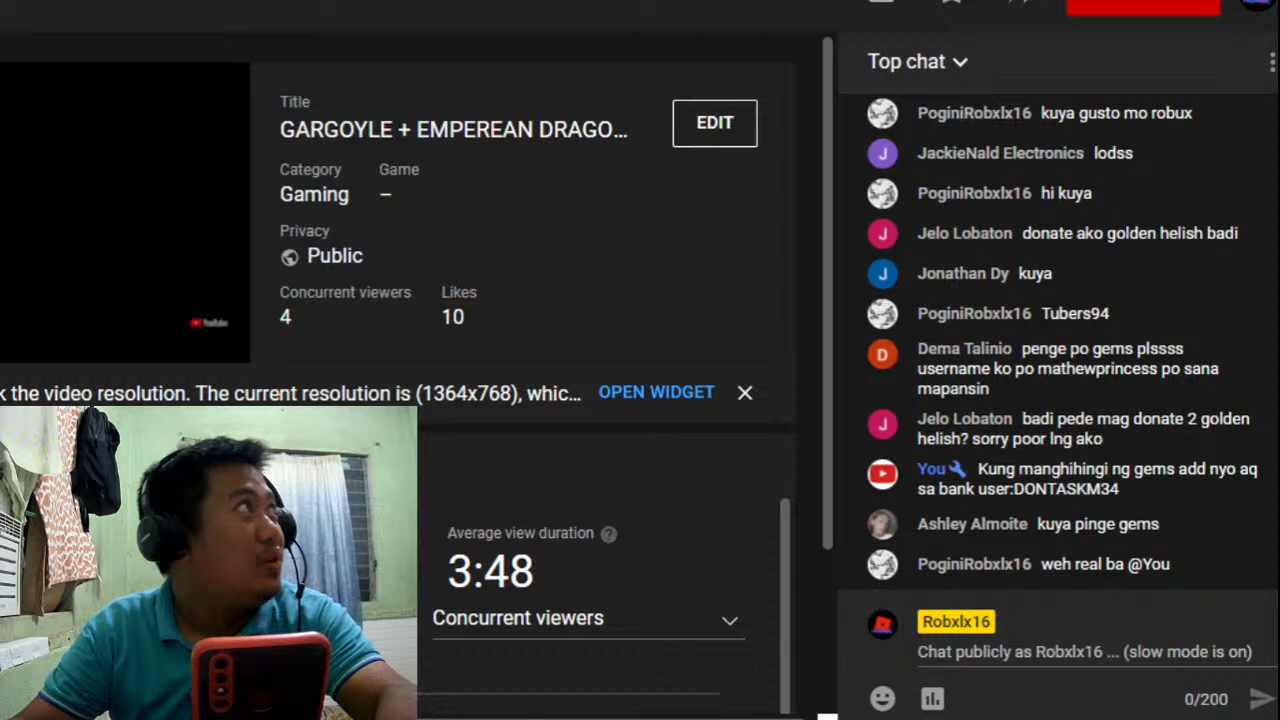 Title
GARGOYLE + EMPEREAN DRAGO...
EDIT
Category Game
Gaming –
Privacy
Public
Concurrent viewers Likes
4 10
YouTube
k the video resolution. The current resolution is (1364x768), whic... OPEN WIDGET
Average view duration
3:48
Concurrent viewers
Top chat
PoginiRobxlx16 kuya gusto mo robux
J JackieNald Electronics lodss
PoginiRobxlx16 hi kuya
J Jelo Lobaton donate ako golden helish badi
J Jonathan Dy kuya
PoginiRobxlx16 Tubers94
D Dema Talinio penge po gems plssss
username ko po mathewprincess po sana
mapansin
J Jelo Lobaton badi pede mag donate 2 golden
helish? sorry poor lng ako
You Kung manghihingi ng gems add nyo aq
sa bank user:DONTASKM34
Ashley Almoite kuya pinge gems
PoginiRobxlx16 weh real ba @You
Robxlx16
Chat publicly as Robxlx16 ... (slow mode is on)
0/200